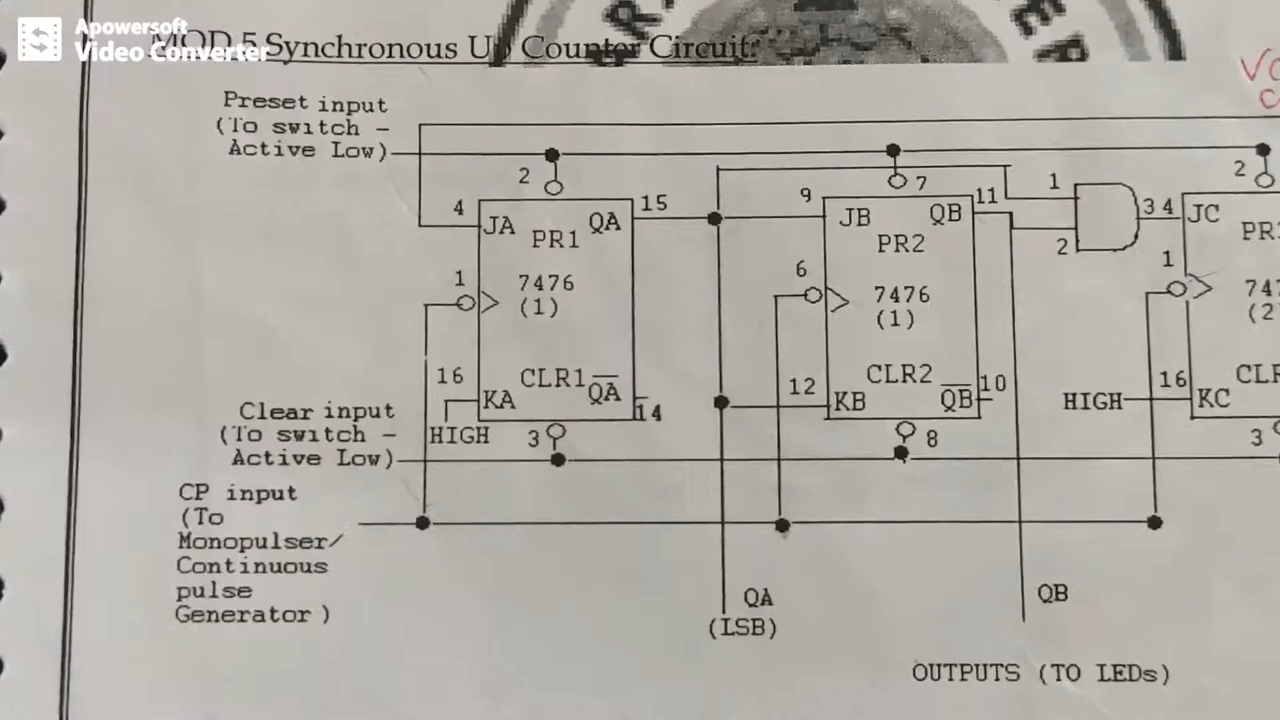 Apowersoft
Video Converter
MOD 5 Synchronous Up Counter Circuit:
Preset input
(To switch -
Active Low)
2
7
2
4
JA
QA
15
PR1
9
JB
QB
11
PR2
1
2
3
4
JC
1
7476
(1)
6
7476
(1)
1
16
KA
CLR1
QA
14
HIGH
3
12
KB
CLR2
QB
10
8
HIGH
16
KC
3
Clear input
(To switch -
Active Low)
CP input
(To
Monopulser/
Continuous
pulse
Generator )
QA
(LSB)
QB
OUTPUTS (TO LEDs)